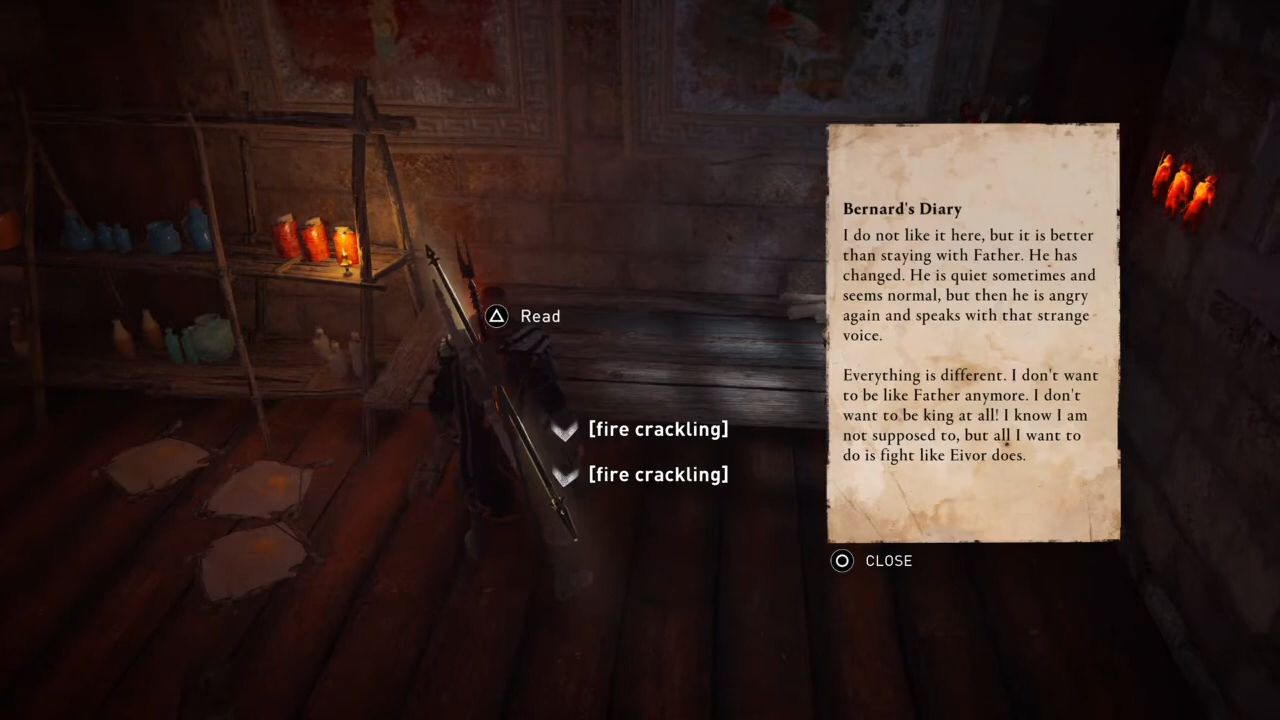 Bernard's Diary
I do not like it here, but it is better
than staying with Father. He has
changed. He is quiet sometimes and
seems normal, but then he is angry
again and speaks with that strange
voice.
Everything is different. I don't want
to be like Father anymore. I don't
want to be king at all! I know I am
not supposed to, but all I want to
do is fight like Eivor does.
Read
[fire crackling]
[fire crackling]
CLOSE